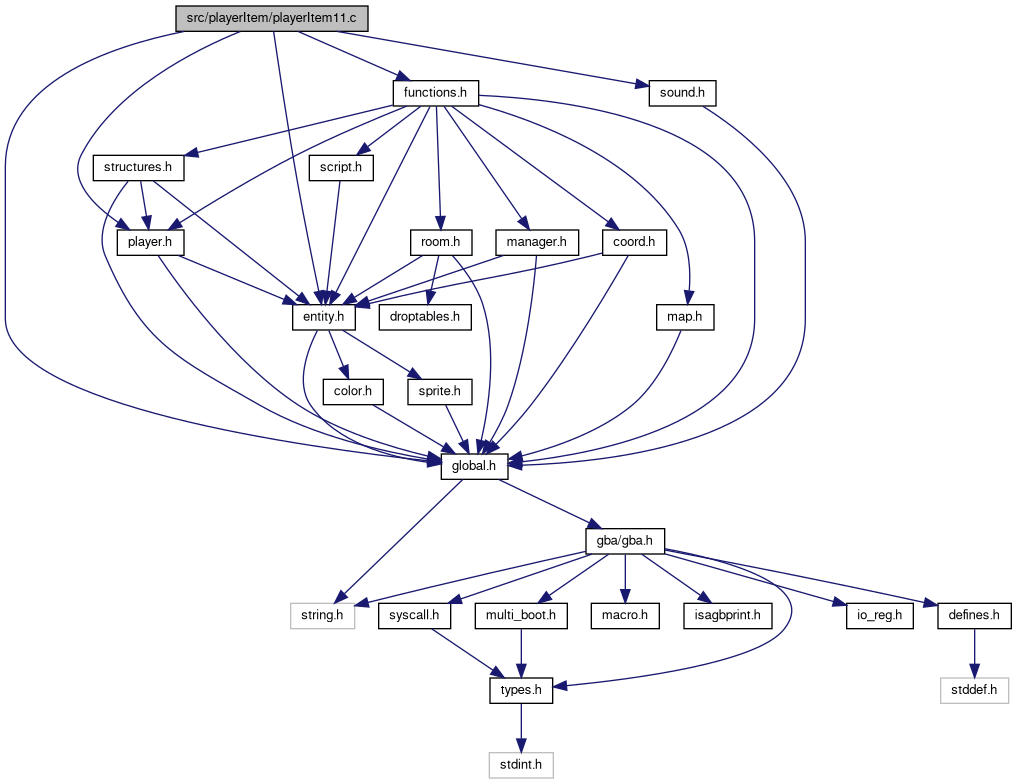 src/playerItem/playerItem11.c
functions.h
sound.h
structures.h
script.h
player.h
room.h
manager.h
coord.h
entity.h
droptables.h
map.h
color.h
sprite.h
global.h
gba/gba.h
string.h
syscall.h
multi_boot.h
macro.h
isagbprint.h
io_reg.h
defines.h
types.h
stddef.h
stdint.h